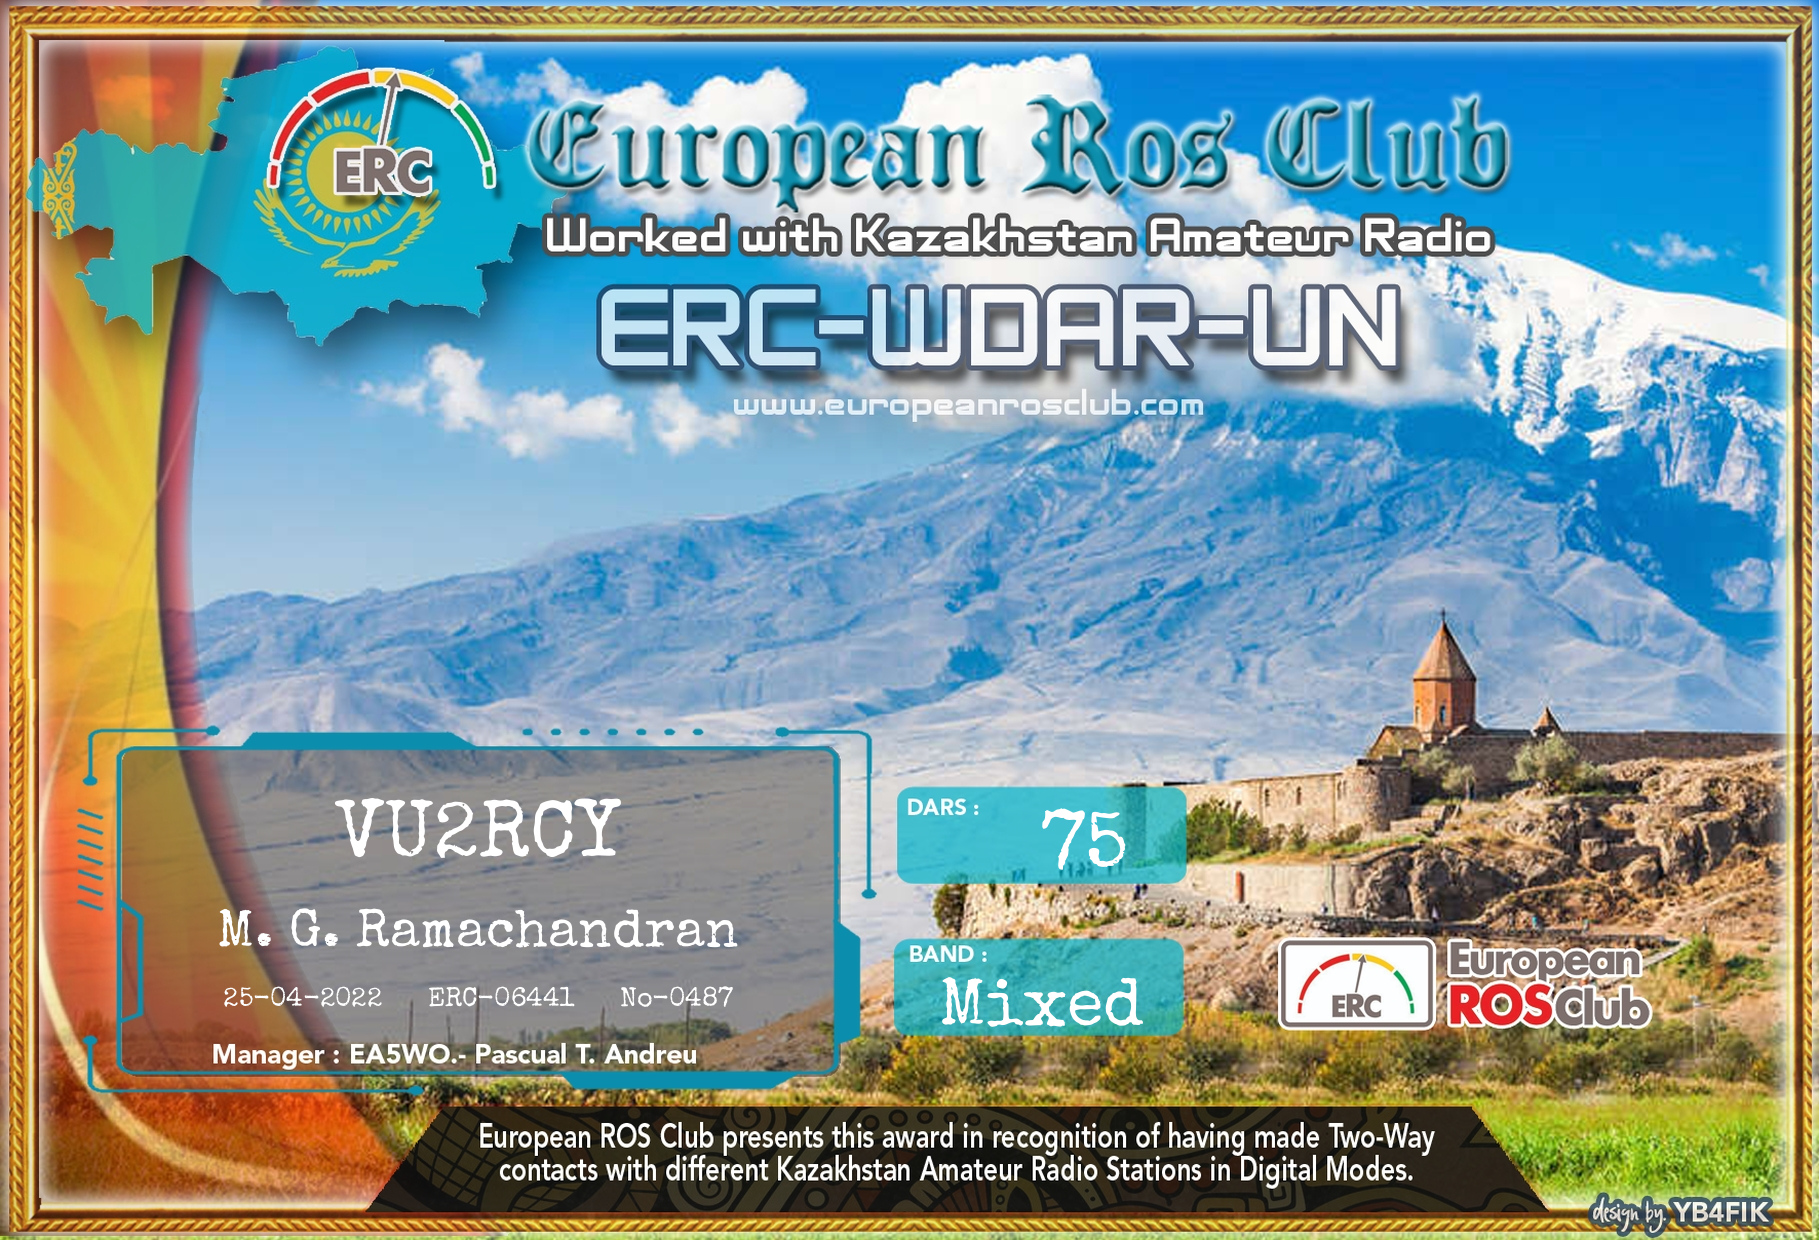 ERC
European Ros Club
Worked with Kazakhstan Amateur Radio
ERC-WDAR-UN
www.europeanrosclub.com
VU2RCY
M. G. Ramachandran
25-04-2022 ERC-06441 No-0487
Manager : EA5WO.- Pascual T. Andreu
DARS :
75
BAND :
Mixed
ERC
European
ROSClub
European ROS Club presents this award in recognition of having made Two-Way
contacts with different Kazakhstan Amateur Radio Stations in Digital Modes.
design by. YB4FIK